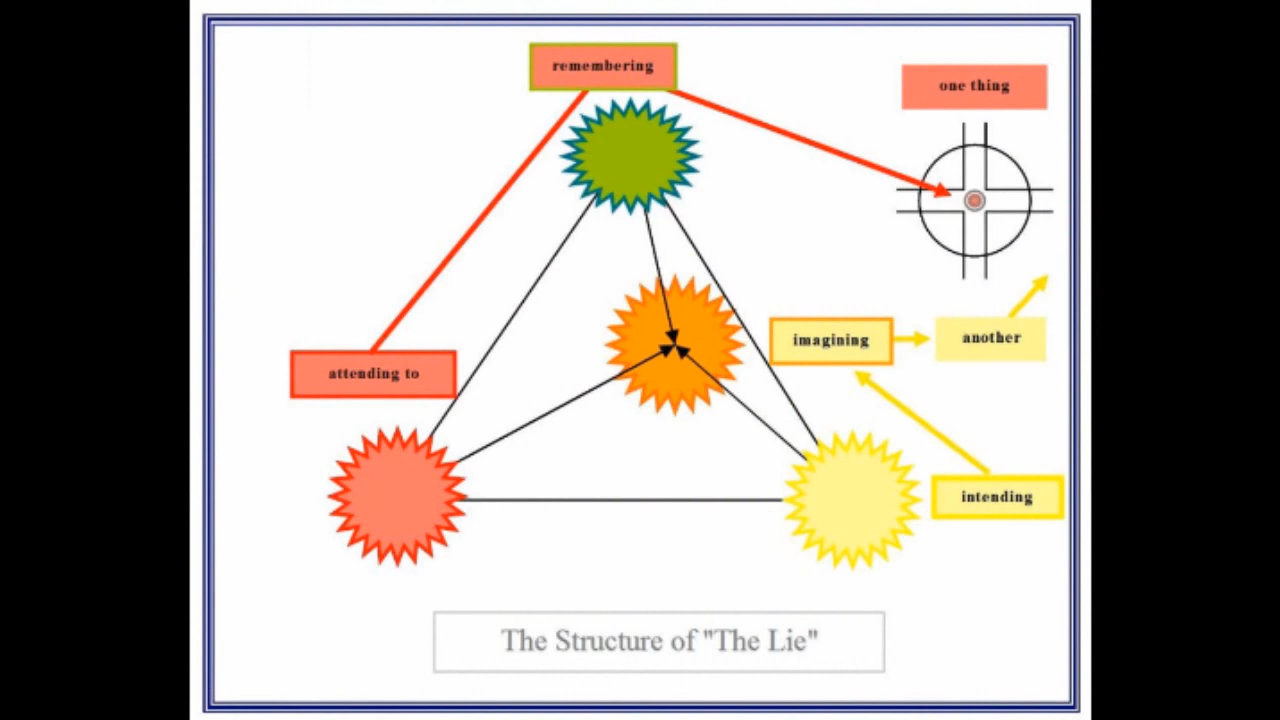 remembering
one thing
imagining
another
attending to
intending
The Structure of "The Lie"